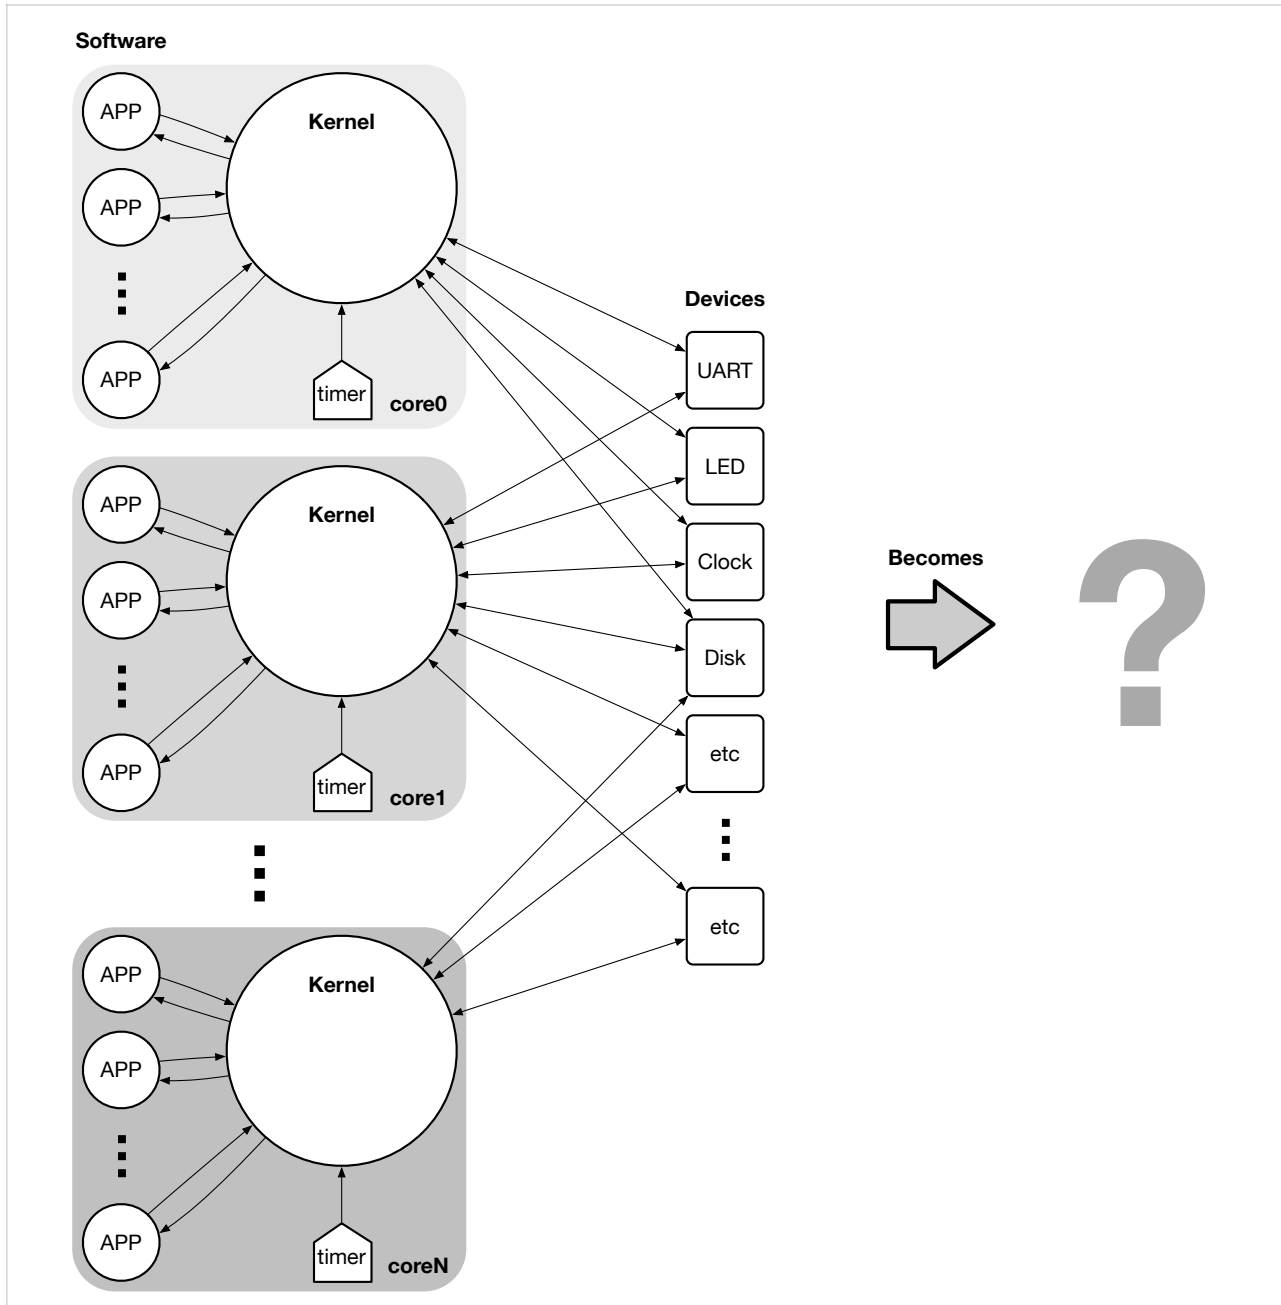 Software
APP
Kernel
APP
APP
timer
core0
Devices
UART
LED
Clock
Disk
etc
etc
APP
Kernel
APP
APP
timer
core1
APP
Kernel
APP
APP
timer
coreN
Becomes
?